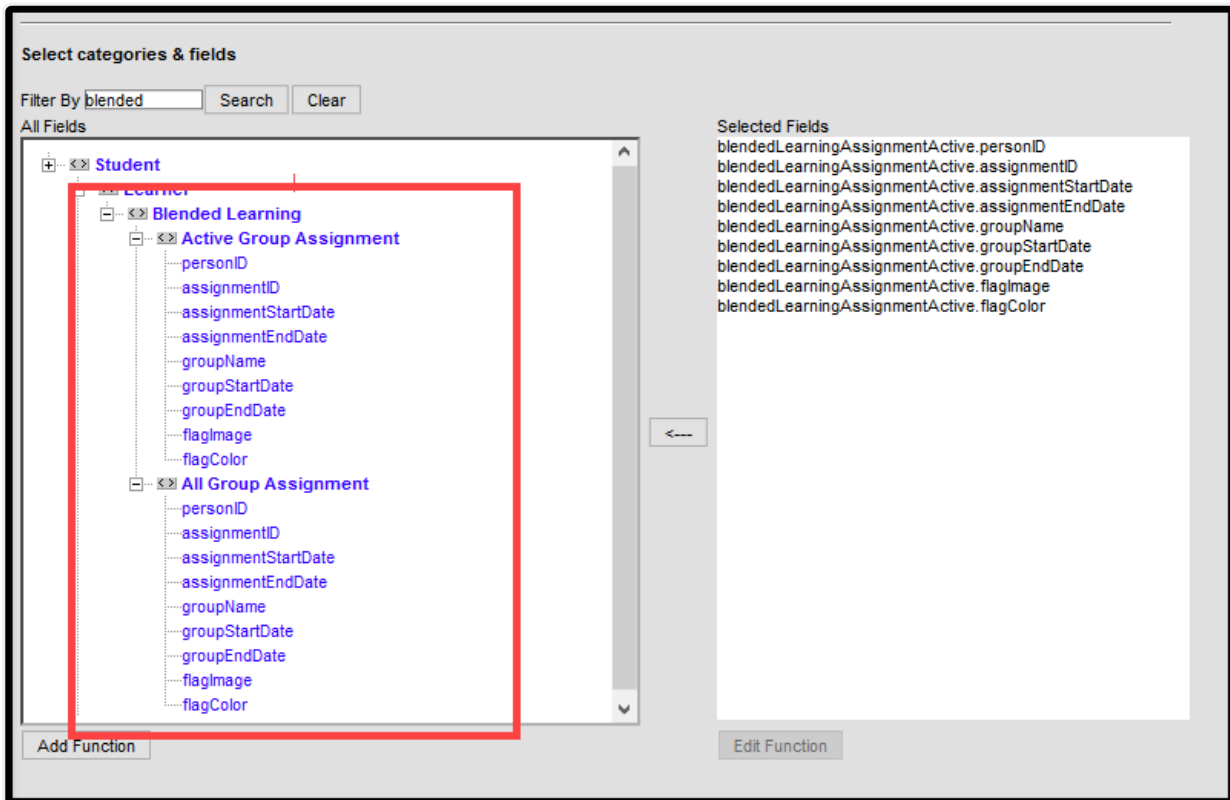 Select categories & fields
Filter By blended Search Clear
All Fields
Student
Learner
Blended Learning
Active Group Assignment
personID
assignmentID
assignmentStartDate
assignmentEndDate
groupName
groupStartDate
groupEndDate
flagImage
flagColor
All Group Assignment
personID
assignmentID
assignmentStartDate
assignmentEndDate
groupName
groupStartDate
groupEndDate
flagImage
flagColor
Add Function
<---
Selected Fields
blendedLearningAssignmentActive.personID
blendedLearningAssignmentActive.assignmentID
blendedLearningAssignmentActive.assignmentStartDate
blendedLearningAssignmentActive.assignmentEndDate
blendedLearningAssignmentActive.groupName
blendedLearningAssignmentActive.groupStartDate
blendedLearningAssignmentActive.groupEndDate
blendedLearningAssignmentActive.flagImage
blendedLearningAssignmentActive.flagColor
Edit Function